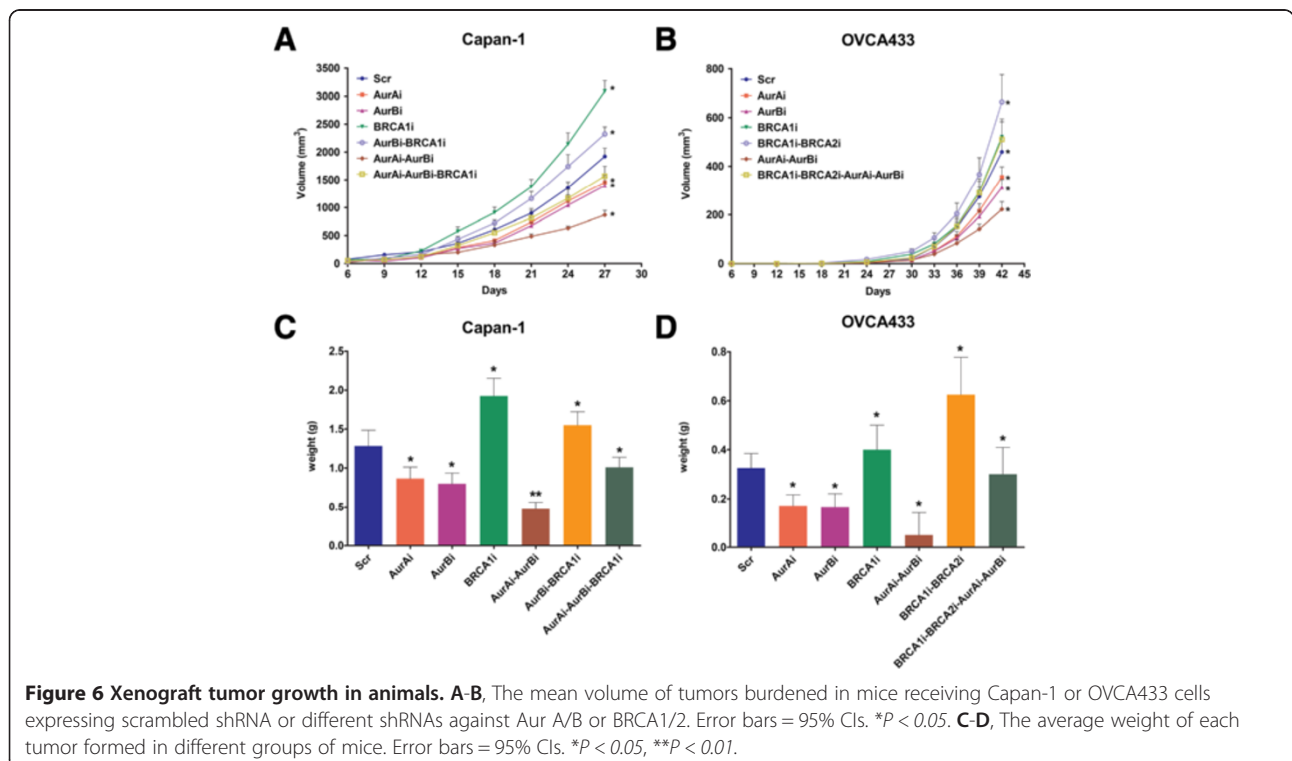 A
Capan-1
3500
3000
2500
2000
1500
1000
500
0
Volume (mm³)
Scr
AurAi
AurBi
BRCA1i
AurBi-BRCA1i
AurAi-AurBi
AurAi-AurBi-BRCA1i
*
*
*
*
*
6 9 12 15 18 21 24 27 30
Days
B
OVCA433
800
600
400
200
0
Volume (mm³)
Scr
AurAi
AurBi
BRCA1i
BRCA1i-BRCA2i
AurAi-AurBi
BRCA1i-BRCA2i-AurAi-AurBi
*
*
*
*
*
6 9 12 15 18 21 24 27 30 33 36 39 42 45
Days
C
Capan-1
2.5
2.0
1.5
1.0
0.5
0.0
weight (g)
* * * ** * *
Scr
AurAi
AurBi
BRCA1i
AurAi-AurBi
AurBi-BRCA1i
AurAi-AurBi-BRCA1i
D
OVCA433
0.8
0.6
0.4
0.2
0.0
weight (g)
* * * * * *
Scr
AurAi
AurBi
BRCA1i
AurAi-AurBi
BRCA1i-BRCA2i
BRCA1i-BRCA2i-AurAi-AurBi
Figure 6 Xenograft tumor growth in animals. A-B, The mean volume of tumors burdened in mice receiving Capan-1 or OVCA433 cells
expressing scrambled shRNA or different shRNAs against Aur A/B or BRCA1/2. Error bars = 95% CIs. *P < 0.05. C-D, The average weight of each
tumor formed in different groups of mice. Error bars = 95% CIs. *P < 0.05, **P < 0.01.